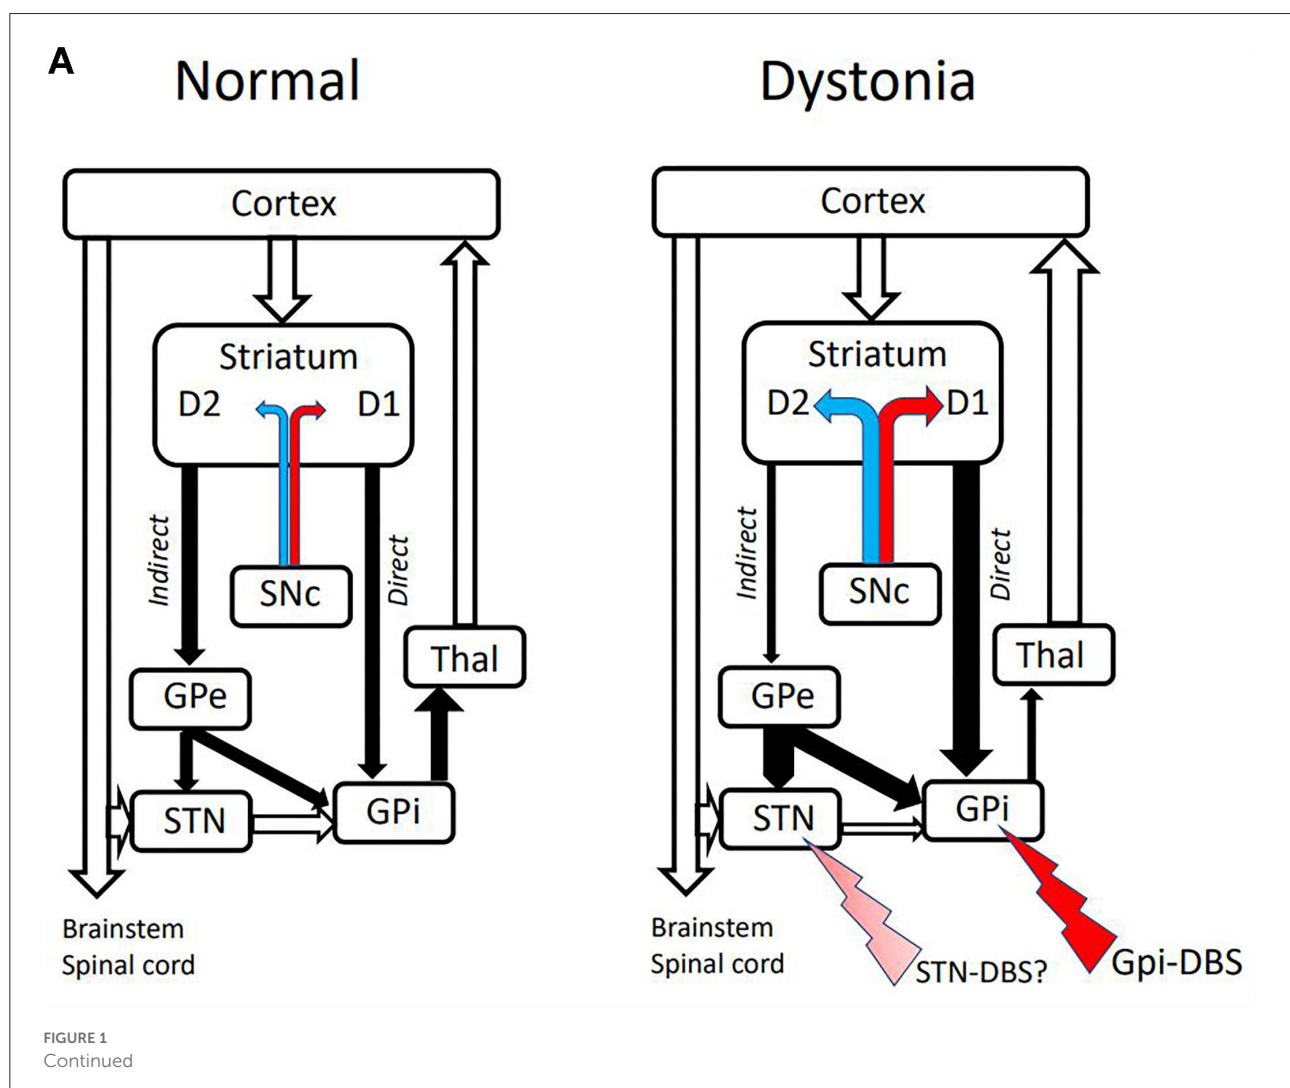 A
Normal
Cortex
Striatum
D2
D1
Indirect
Direct
SNc
Thal
GPe
STN
GPi
Brainstem
Spinal cord
Dystonia
Cortex
Striatum
D2
D1
Indirect
Direct
SNc
Thal
GPe
STN
GPi
Brainstem
Spinal cord
STN-DBS?
Gpi-DBS
FIGURE 1
Continued